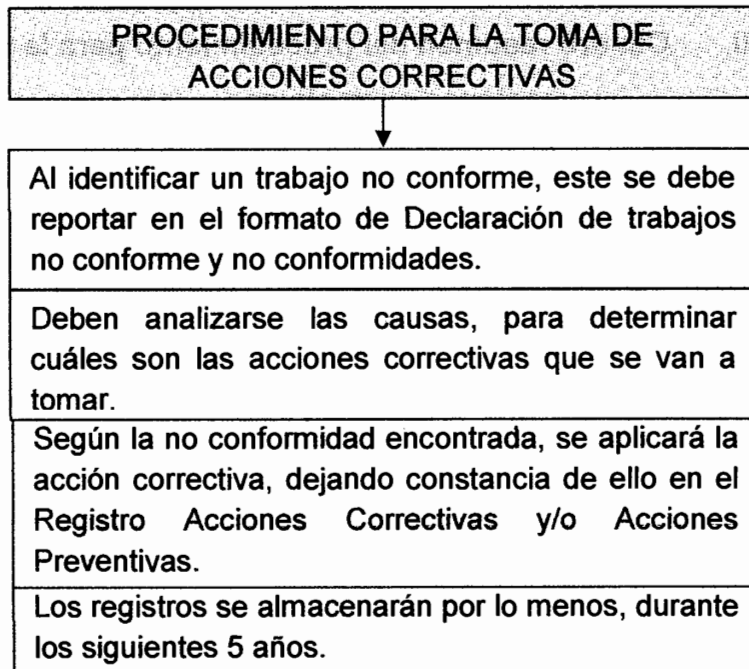 PROCEDIMIENTO PARA LA TOMA DE
ACCIONES CORRECTIVAS
Al identificar un trabajo no conforme, este se debe
reportar en el formato de Declaración de trabajos
no conforme y no conformidades.
Deben analizarse las causas, para determinar
cuáles son las acciones correctivas que se van a
tomar.
Según la no conformidad encontrada, se aplicará la
acción correctiva, dejando constancia de ello en el
Registro Acciones Correctivas y/o Acciones
Preventivas.
Los registros se almacenarán por lo menos, durante
los siguientes 5 años.